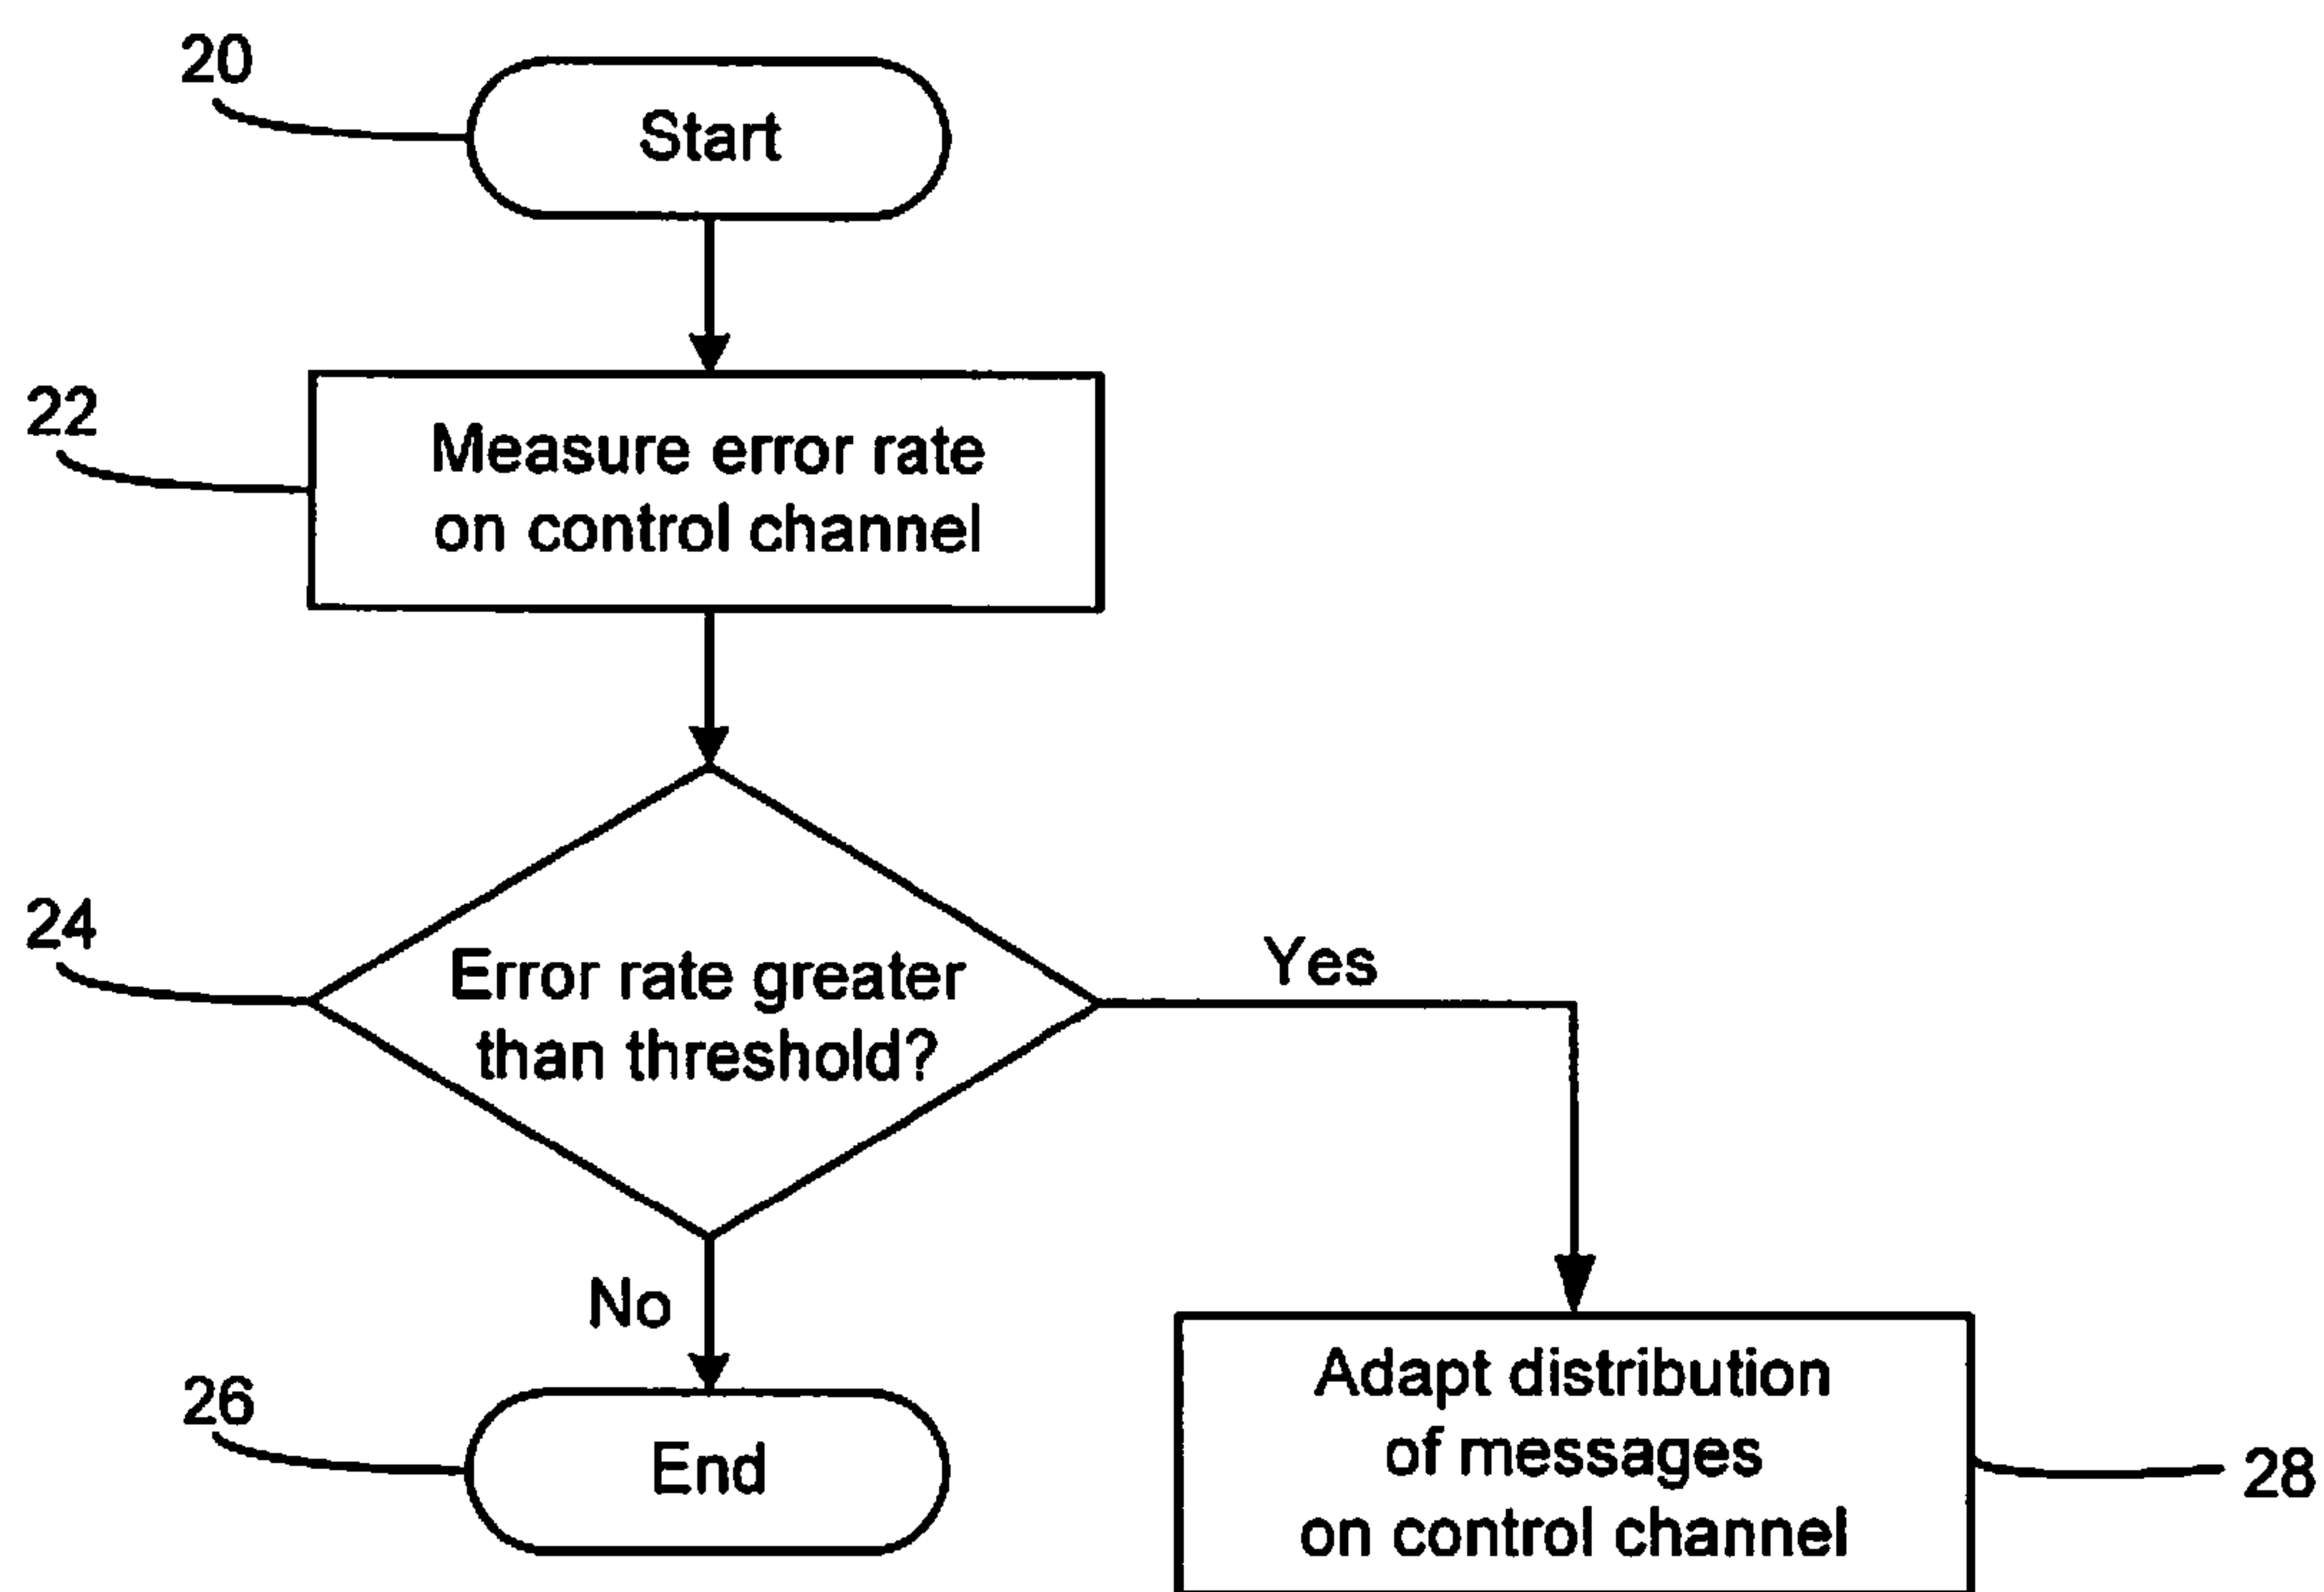 20
Start
22
Measure error rate
on control channel
24
Error rate greater
than threshold?
Yes
No
26
End
Adapt distribution
of messages
on control channel
28